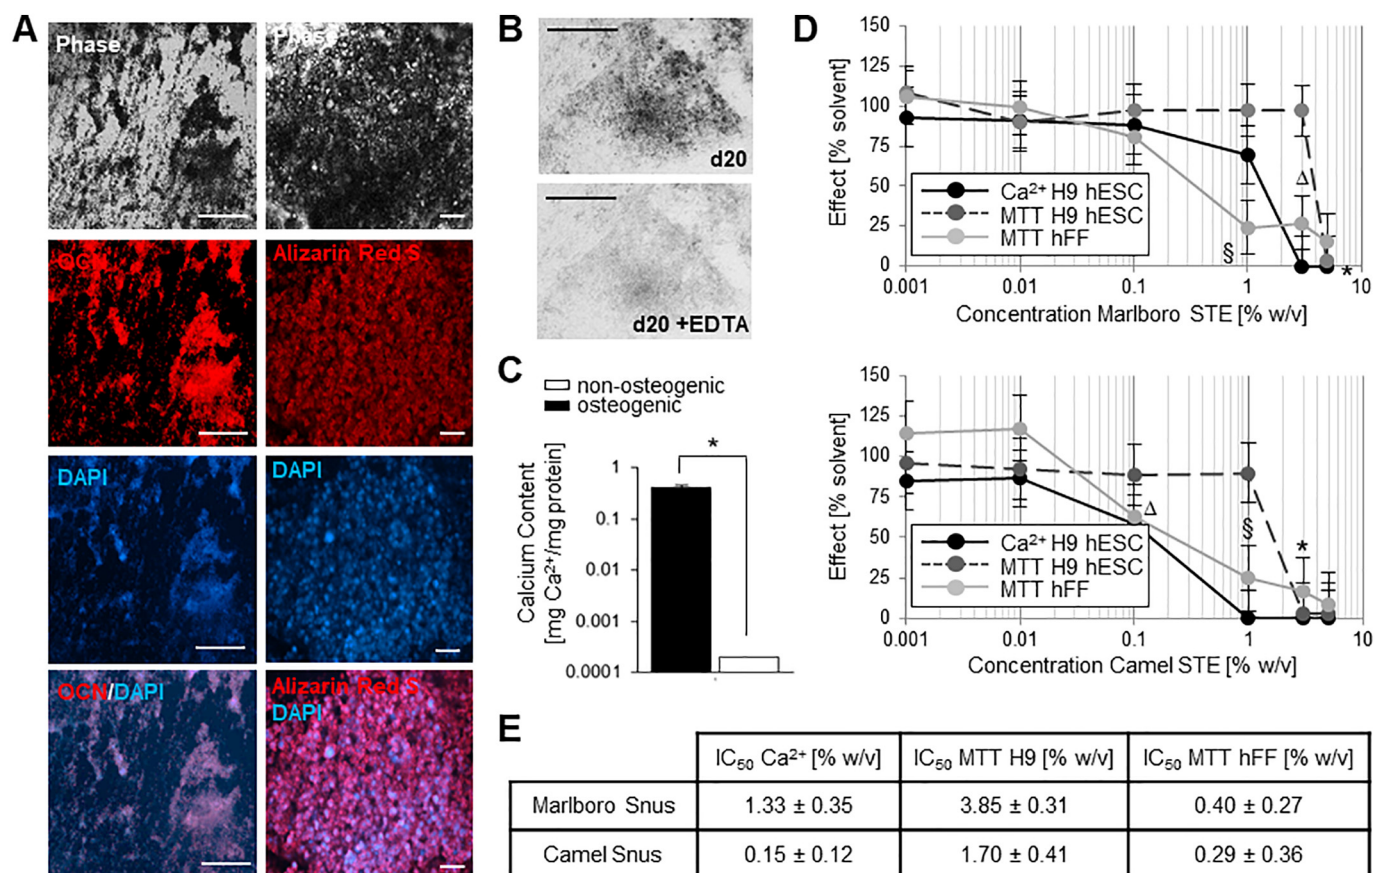 A
Phase
Phase
OCN
Alizarin Red S
DAPI
DAPI
OCN/DAPI
Alizarin Red S
DAPI
B
d20
d20 +EDTA
C
non-osteogenic
osteogenic
Calcium Content
[mg Ca²⁺/mg protein]
*
1
0.1
0.01
0.001
0.0001
D
Effect [% solvent]
150
125
100
75
50
25
0
Ca²⁺ H9 hESC
MTT H9 hESC
MTT hFF
§
Δ
*
0.001 0.01 0.1 1 10
Concentration Marlboro STE [% w/v]
Effect [% solvent]
150
125
100
75
50
25
0
Δ
§
*
Ca²⁺ H9 hESC
MTT H9 hESC
MTT hFF
0.001 0.01 0.1 1 10
Concentration Camel STE [% w/v]
E
IC₅₀ Ca²⁺ [% w/v] IC₅₀ MTT H9 [% w/v] IC₅₀ MTT hFF [% w/v]
Marlboro Snus 1.33 ± 0.35 3.85 ± 0.31 0.40 ± 0.27
Camel Snus 0.15 ± 0.12 1.70 ± 0.41 0.29 ± 0.36